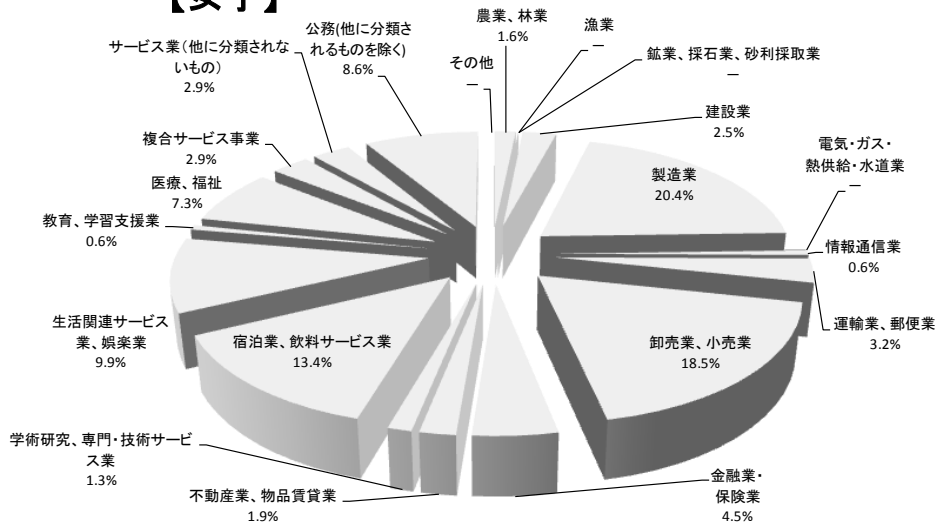 【女子】
農業、林業
1.6%
漁業
—
鉱業、採石業、砂利採取業
—
建設業
2.5%
製造業
20.4%
電気・ガス・
熱供給・水道業
—
情報通信業
0.6%
運輸業、郵便業
3.2%
卸売業、小売業
18.5%
金融業・
保険業
4.5%
不動産業、物品賃貸業
1.9%
学術研究、専門・技術サービ
ス業
1.3%
宿泊業、飲料サービス業
13.4%
生活関連サービス
業、娯楽業
9.9%
教育、学習支援業
0.6%
医療、福祉
7.3%
複合サービス事業
2.9%
サービス業（他に分類されな
いもの）
2.9%
公務(他に分類さ
れるものを除く)
8.6%
その他
—